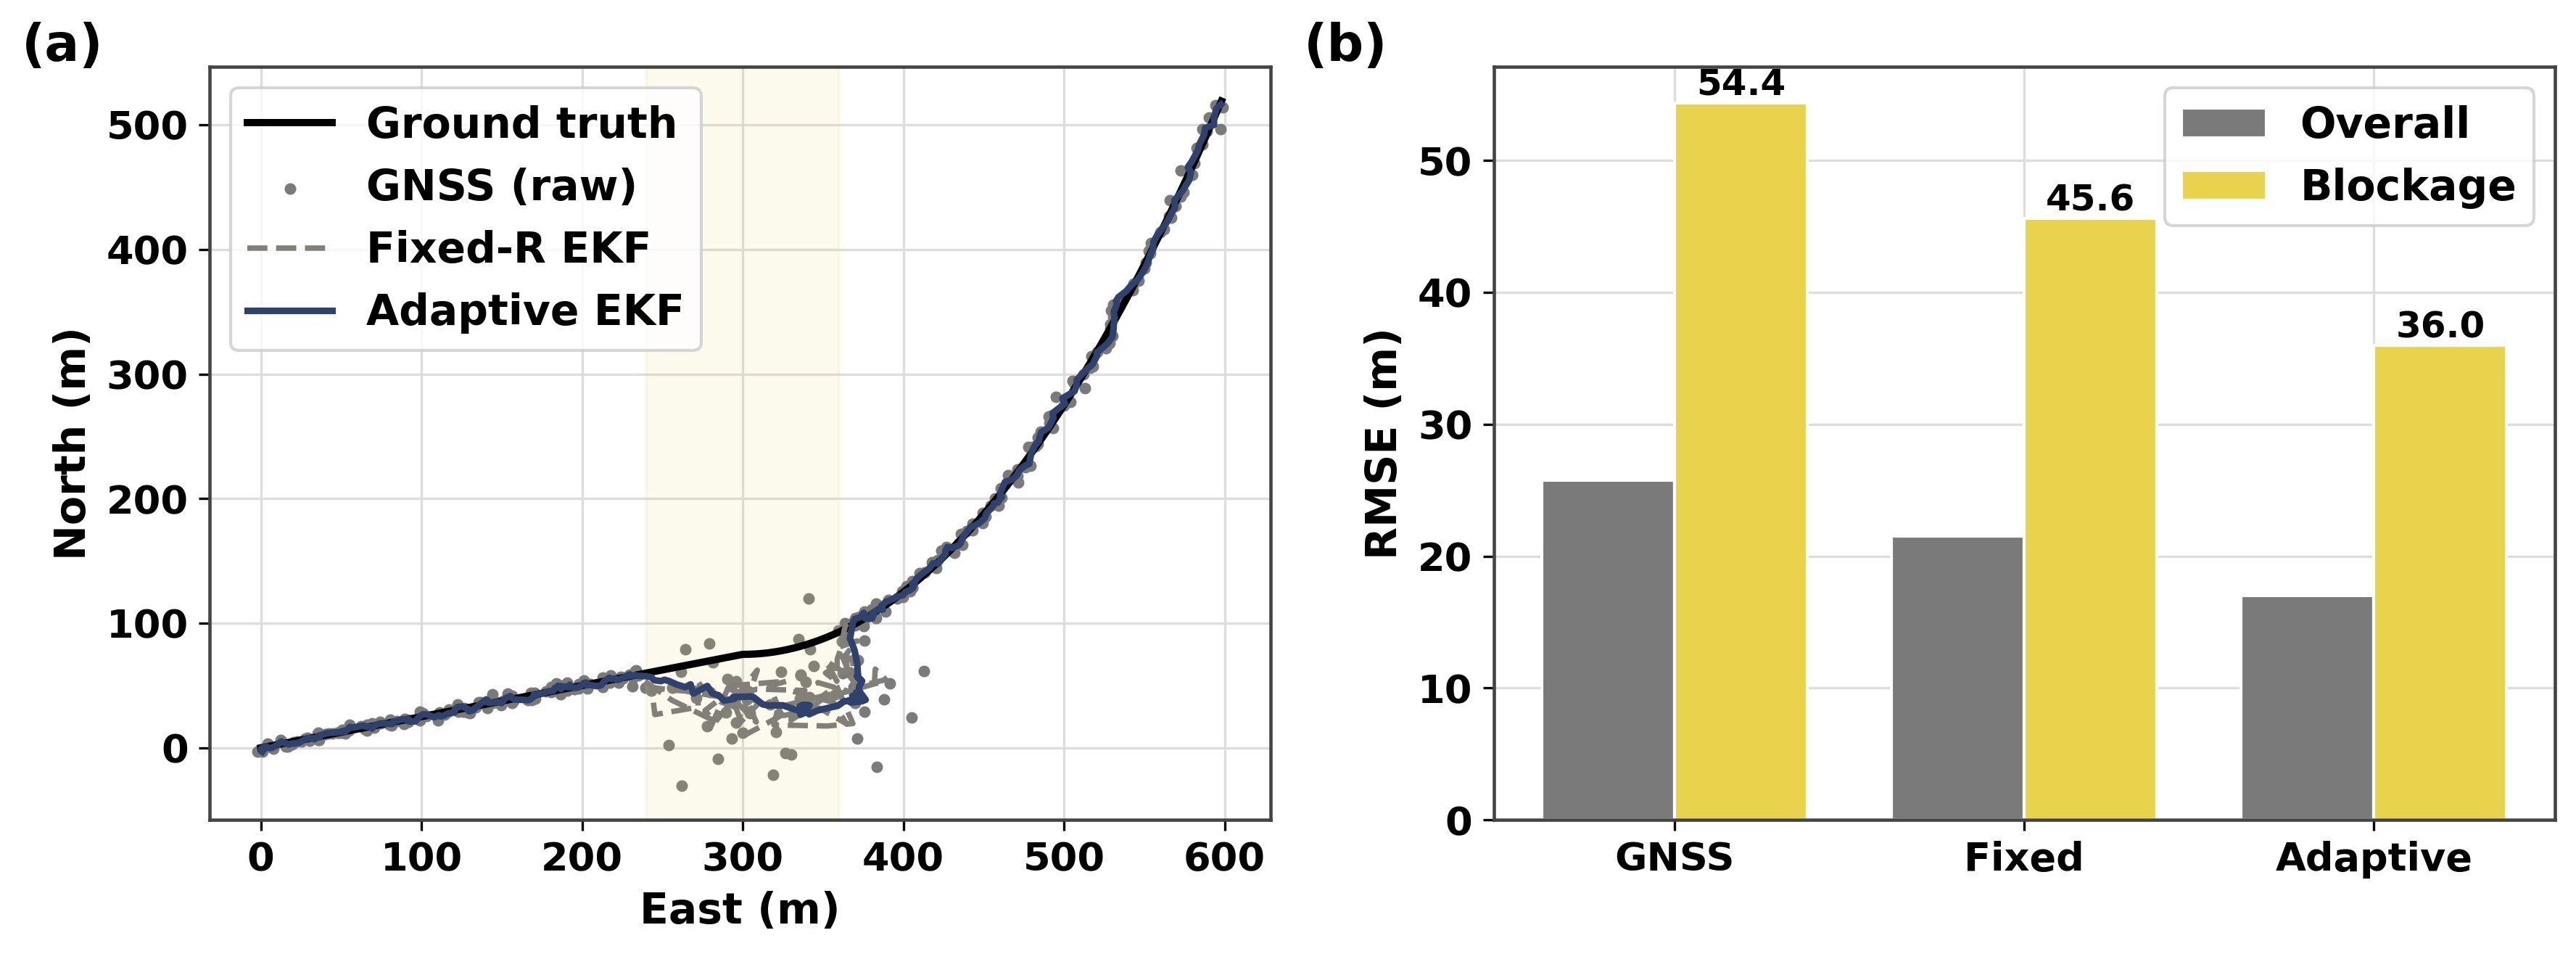 (a)
Ground truth
GNSS (raw)
Fixed-R EKF
Adaptive EKF
500
400
300
200
100
0
North (m)
0 100 200 300 400 500 600
East (m)
(b)
54.4
45.6
36.0
Overall
Blockage
50
40
30
20
10
0
RMSE (m)
GNSS Fixed Adaptive